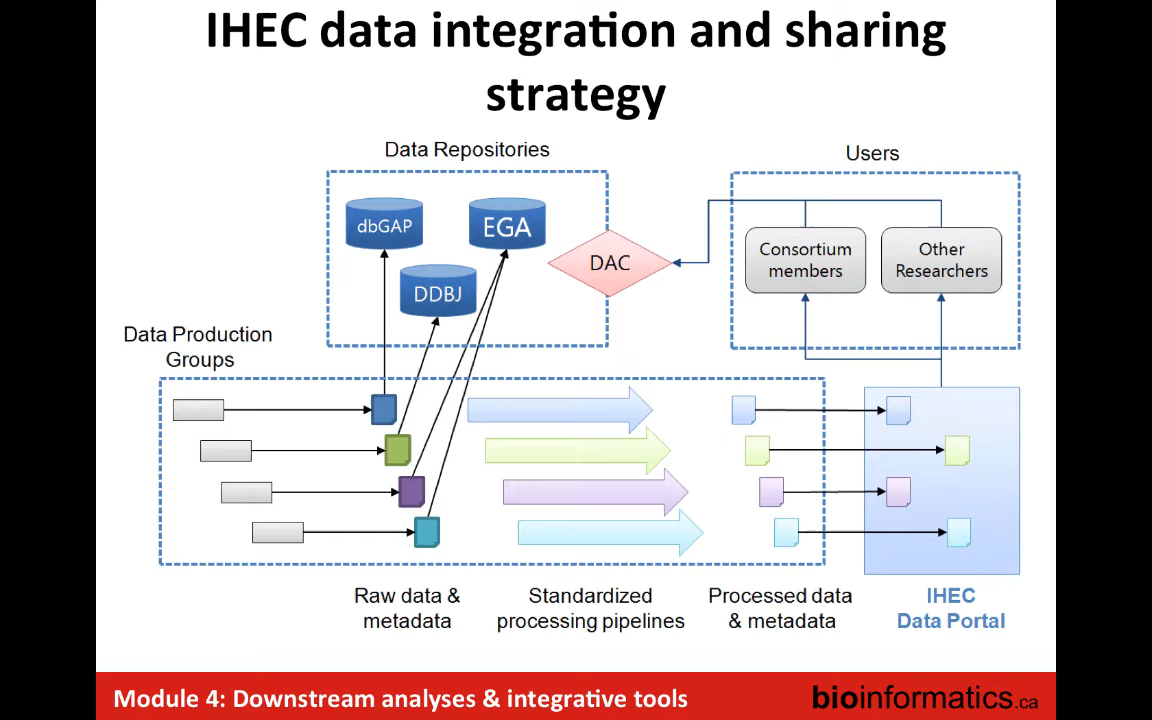 IHEC data integration and sharing
strategy
Data Repositories
Users
dbGAP
EGA
DDBJ
DAC
Consortium
members
Other
Researchers
Data Production
Groups
Raw data &
metadata
Standardized
processing pipelines
Processed data
& metadata
IHEC
Data Portal
Module 4: Downstream analyses & integrative tools
bioinformatics.ca